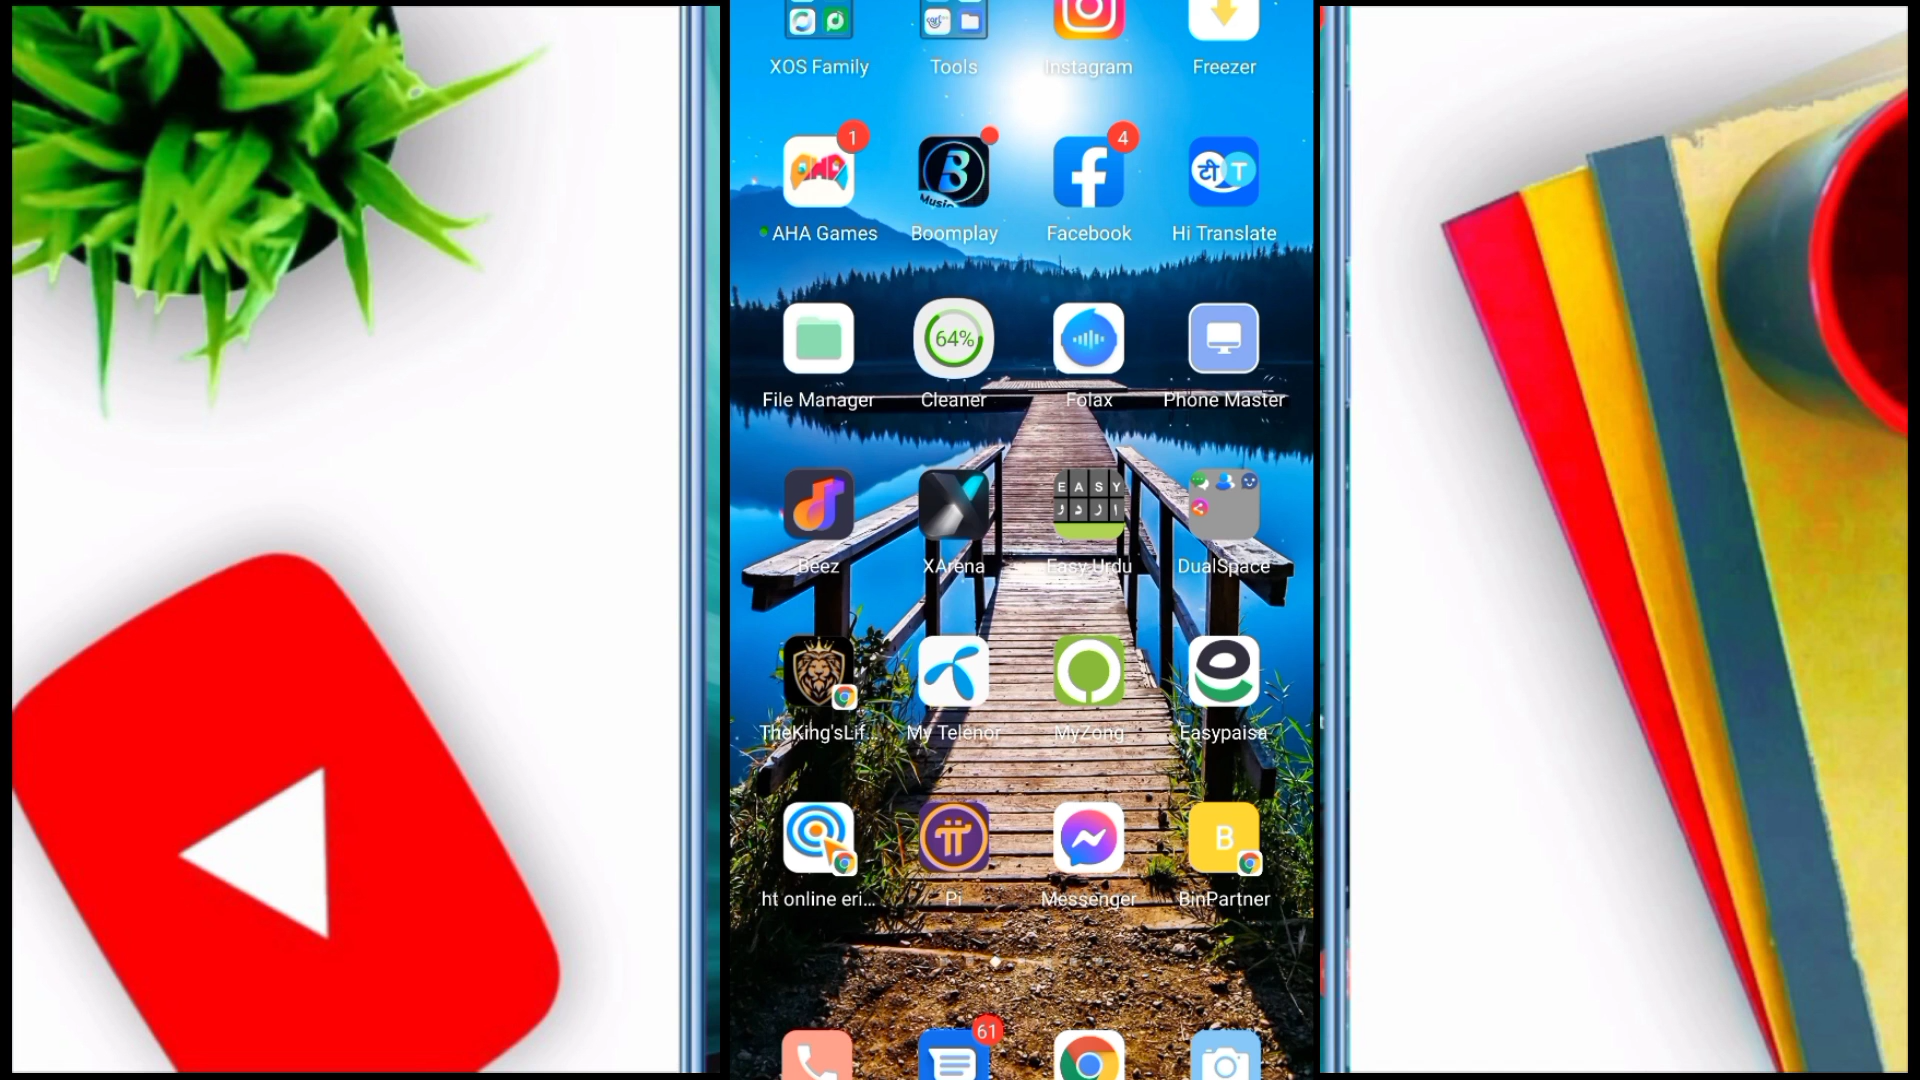 XOS Family Tools Instagram Freezer
1 4
B
Music
टी T
AHA Games Boomplay Facebook Hi Translate
64%
File Manager Cleaner Folax Phone Master
E A S Y
ا ر د و
Beez XArena Easy Urdu DualSpace
TheKing'sLif... My Telenor MyZong Easypaisa
B
ht online eri... Pi Messenger BinPartner
61